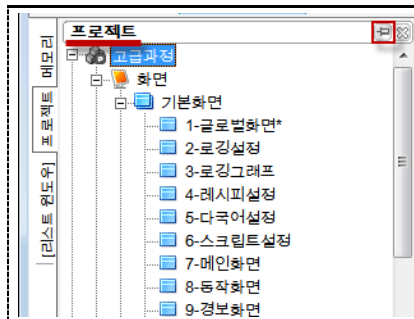 프로젝트
메모리
프로젝트
[리스트 윈도우]
고급과정
화면
기본화면
1-글로벌화면*
2-로깅설정
3-로깅그래프
4-레시피설정
5-다국어설정
6-스크립트설정
7-메인화면
8-동작화면
9-경보화면